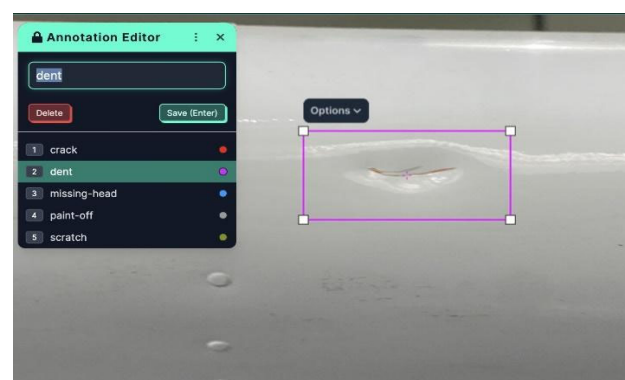 Annotation Editor
dent
Delete
Save (Enter)
1 crack
2 dent
3 missing-head
4 paint-off
5 scratch
Options